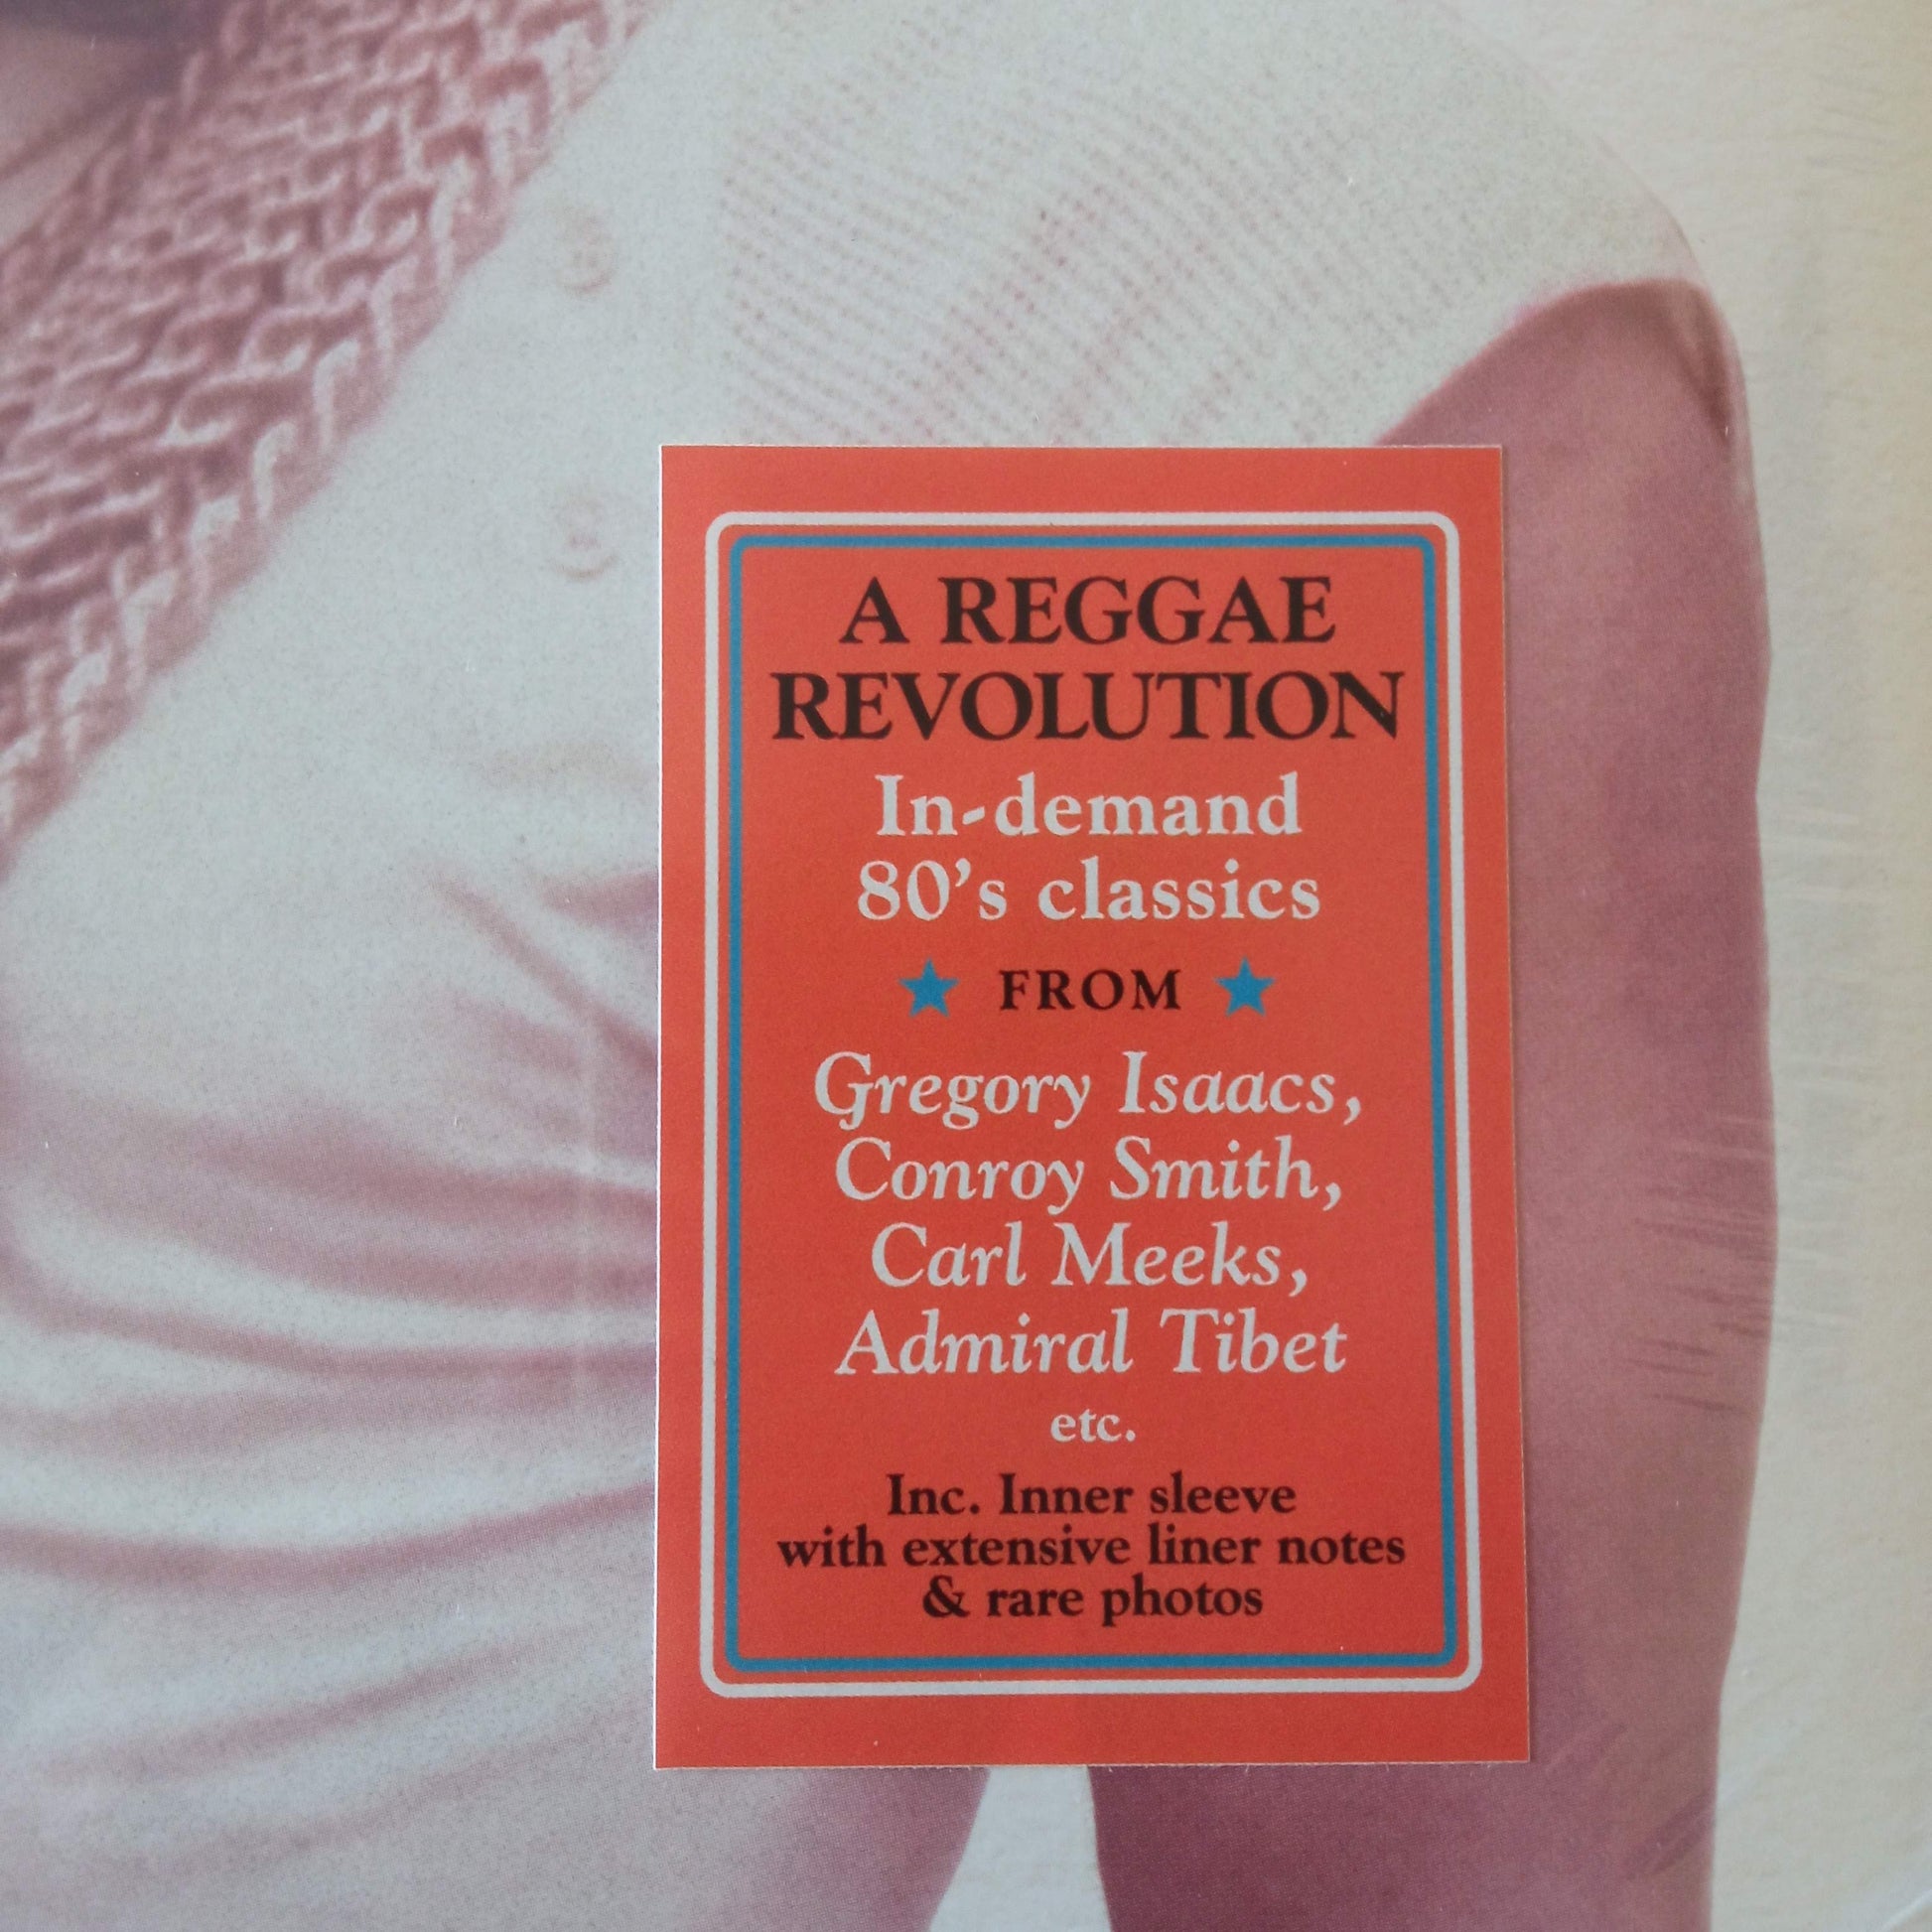 A REGGAE
REVOLUTION
In-demand
80's classics
FROM
Gregory Isaacs,
Conroy Smith,
Carl Meeks,
Admiral Tibet
etc.
Inc. Inner sleeve
with extensive liner notes
& rare photos